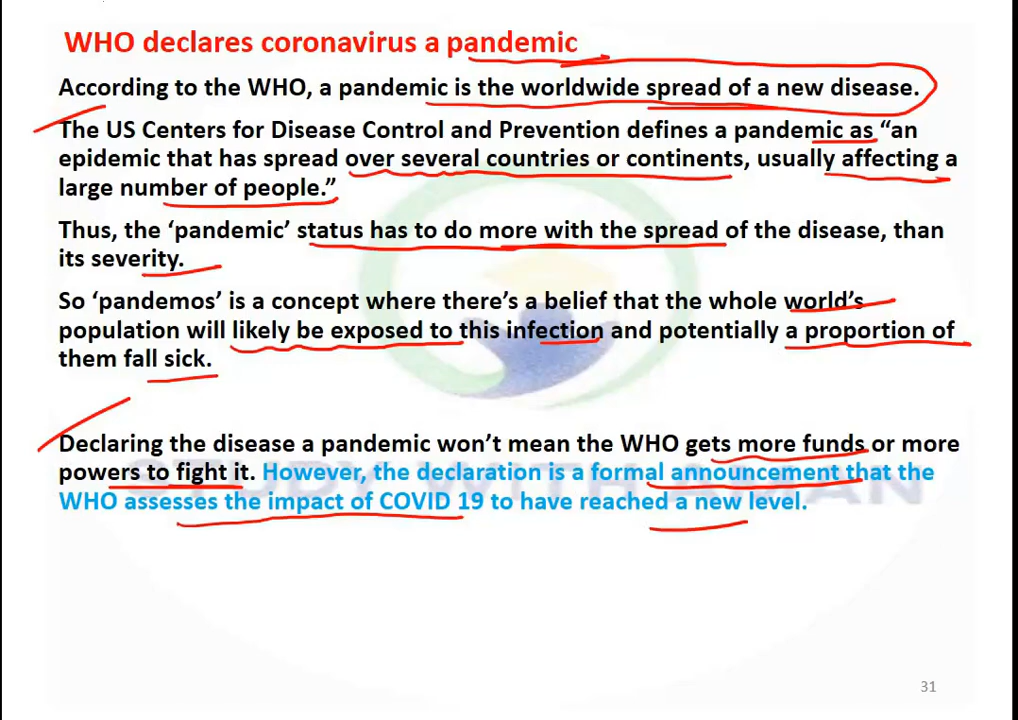 WHO declares coronavirus a pandemic
According to the WHO, a pandemic is the worldwide spread of a new disease.
The US Centers for Disease Control and Prevention defines a pandemic as “an
epidemic that has spread over several countries or continents, usually affecting a
large number of people.”
Thus, the ‘pandemic’ status has to do more with the spread of the disease, than
its severity.
So ‘pandemos’ is a concept where there’s a belief that the whole world’s
population will likely be exposed to this infection and potentially a proportion of
them fall sick.
Declaring the disease a pandemic won’t mean the WHO gets more funds or more
powers to fight it. However, the declaration is a formal announcement that the
WHO assesses the impact of COVID 19 to have reached a new level.
STUDY WITH AMAN
31